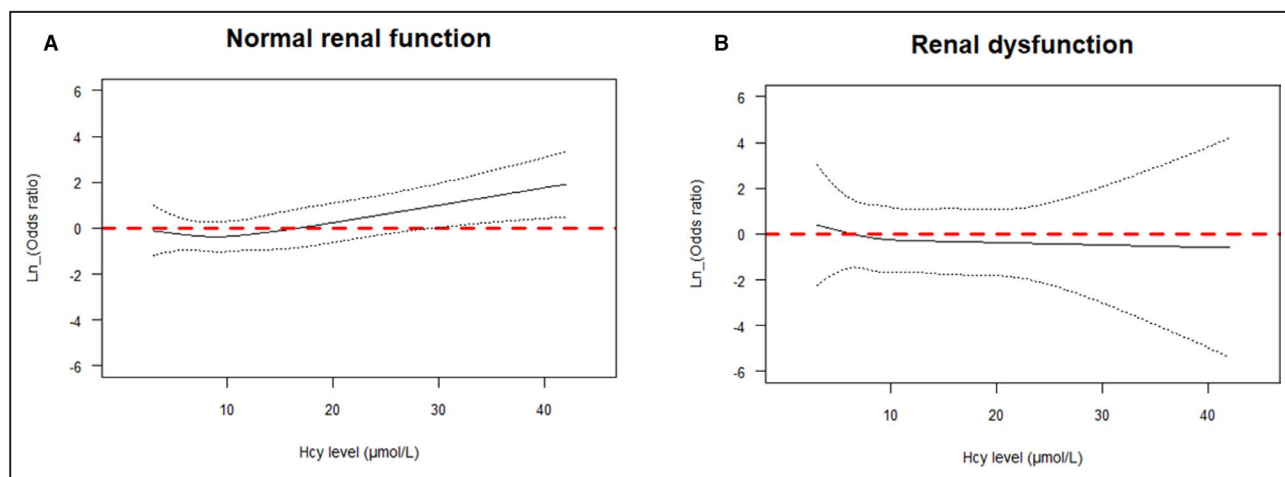 A
Normal renal function
Ln_(Odds ratio)
6
4
2
0
-2
-4
-6
10
20
30
40
Hcy level (µmol/L)
B
Renal dysfunction
Ln_(Odds ratio)
6
4
2
0
-2
-4
-6
10
20
30
40
Hcy level (µmol/L)